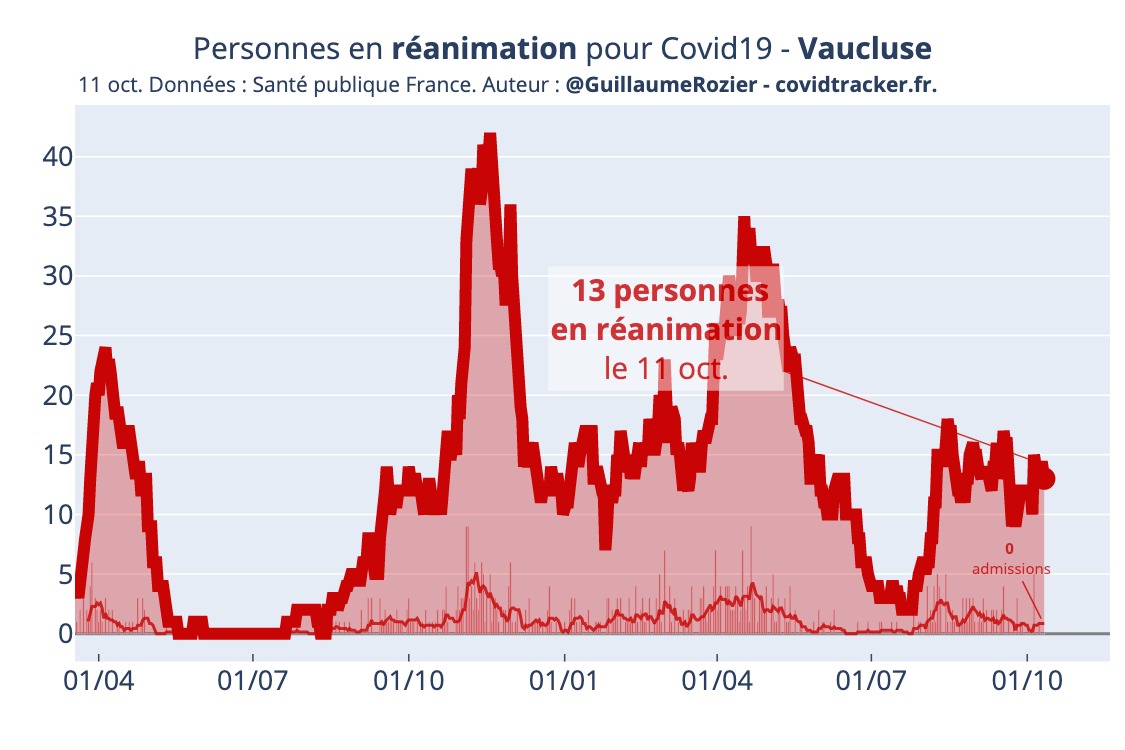 Personnes en réanimation pour Covid19 - Vaucluse
11 oct. Données : Santé publique France. Auteur : @GuillaumeRozier - covidtracker.fr.
40
35
30
25
20
15
10
5
0
13 personnes
en réanimation
le 11 oct.
0
admissions
01/04
01/07
01/10
01/01
01/04
01/07
01/10